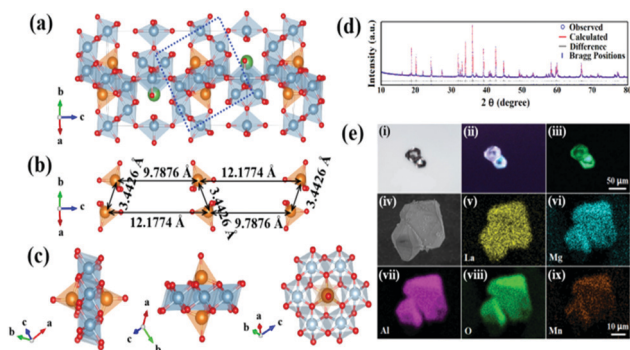 (a)
b
c
a
(b)
9.7876 Å
12.1774 Å
3.4426 Å
3.4426 Å
3.4426 Å
12.1774 Å
9.7876 Å
b
c
a
(c)
c
a
b
a
c
b
a
c
b
(d)
Intensity (a.u.)
Observed
Calculated
Difference
Bragg Positions
10 20 30 40 50 60 70 80
2 θ (degree)
(e)
(i)
(ii)
(iii)
50 μm
(iv)
(v)
La
(vi)
Mg
(vii)
Al
(viii)
O
(ix)
Mn
10 μm